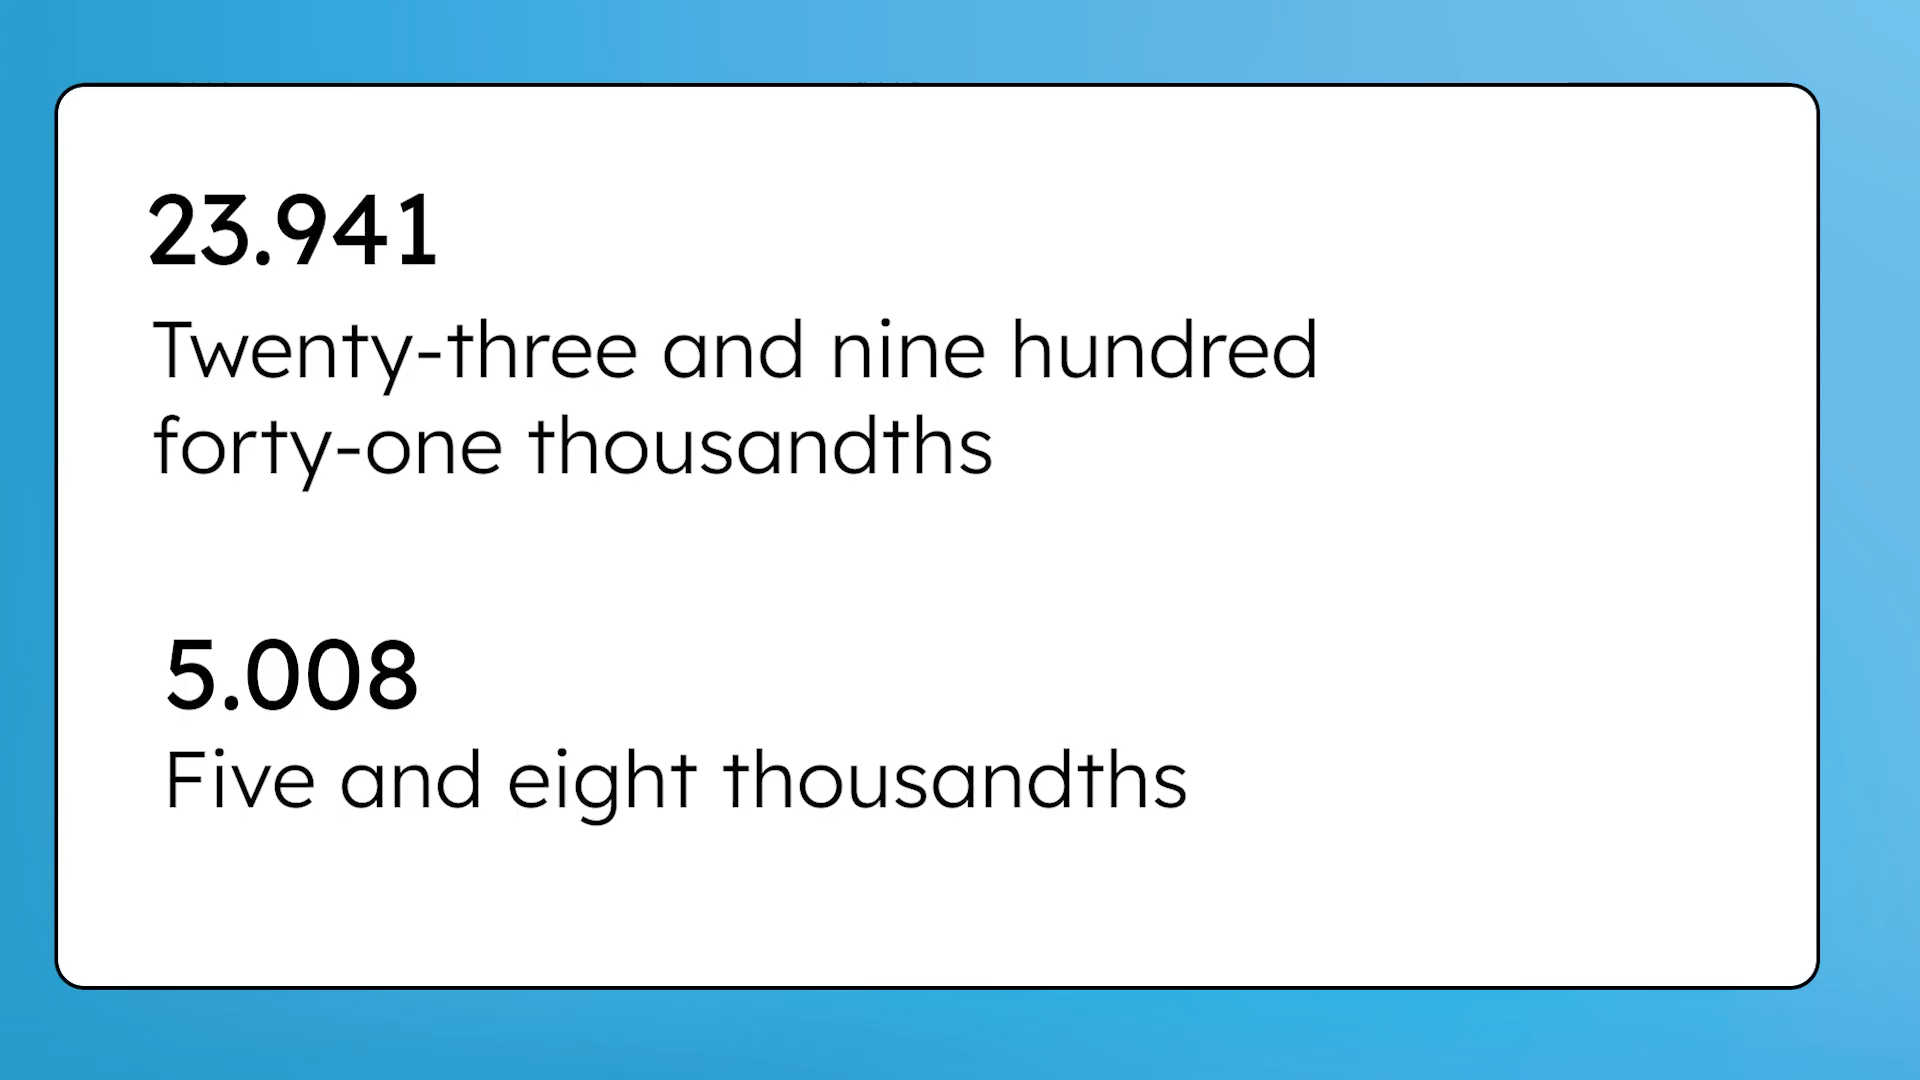 23.941
Twenty-three and nine hundred
forty-one thousandths
5.008
Five and eight thousandths